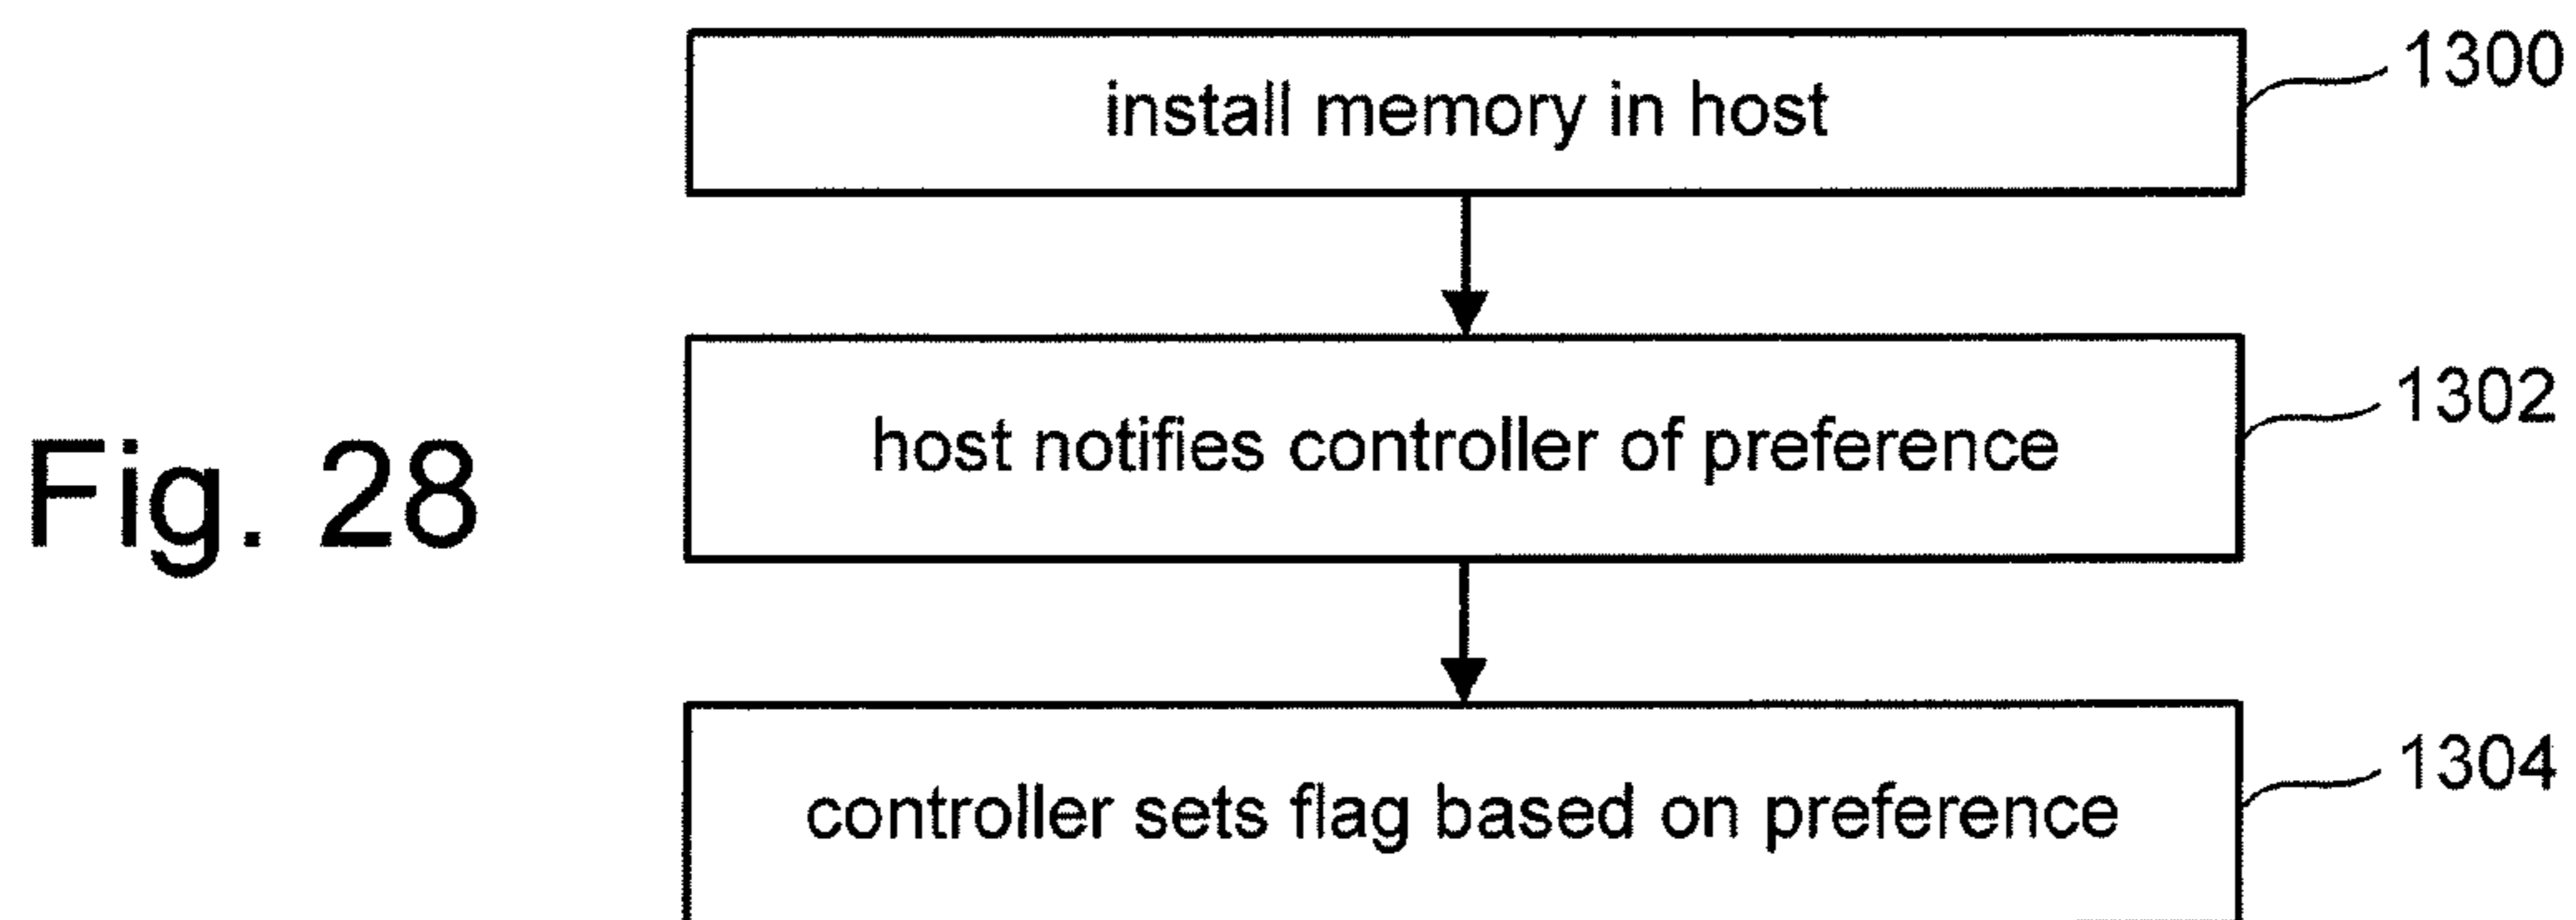 install memory in host
1300
host notifies controller of preference
1302
Fig. 28
controller sets flag based on preference
1304